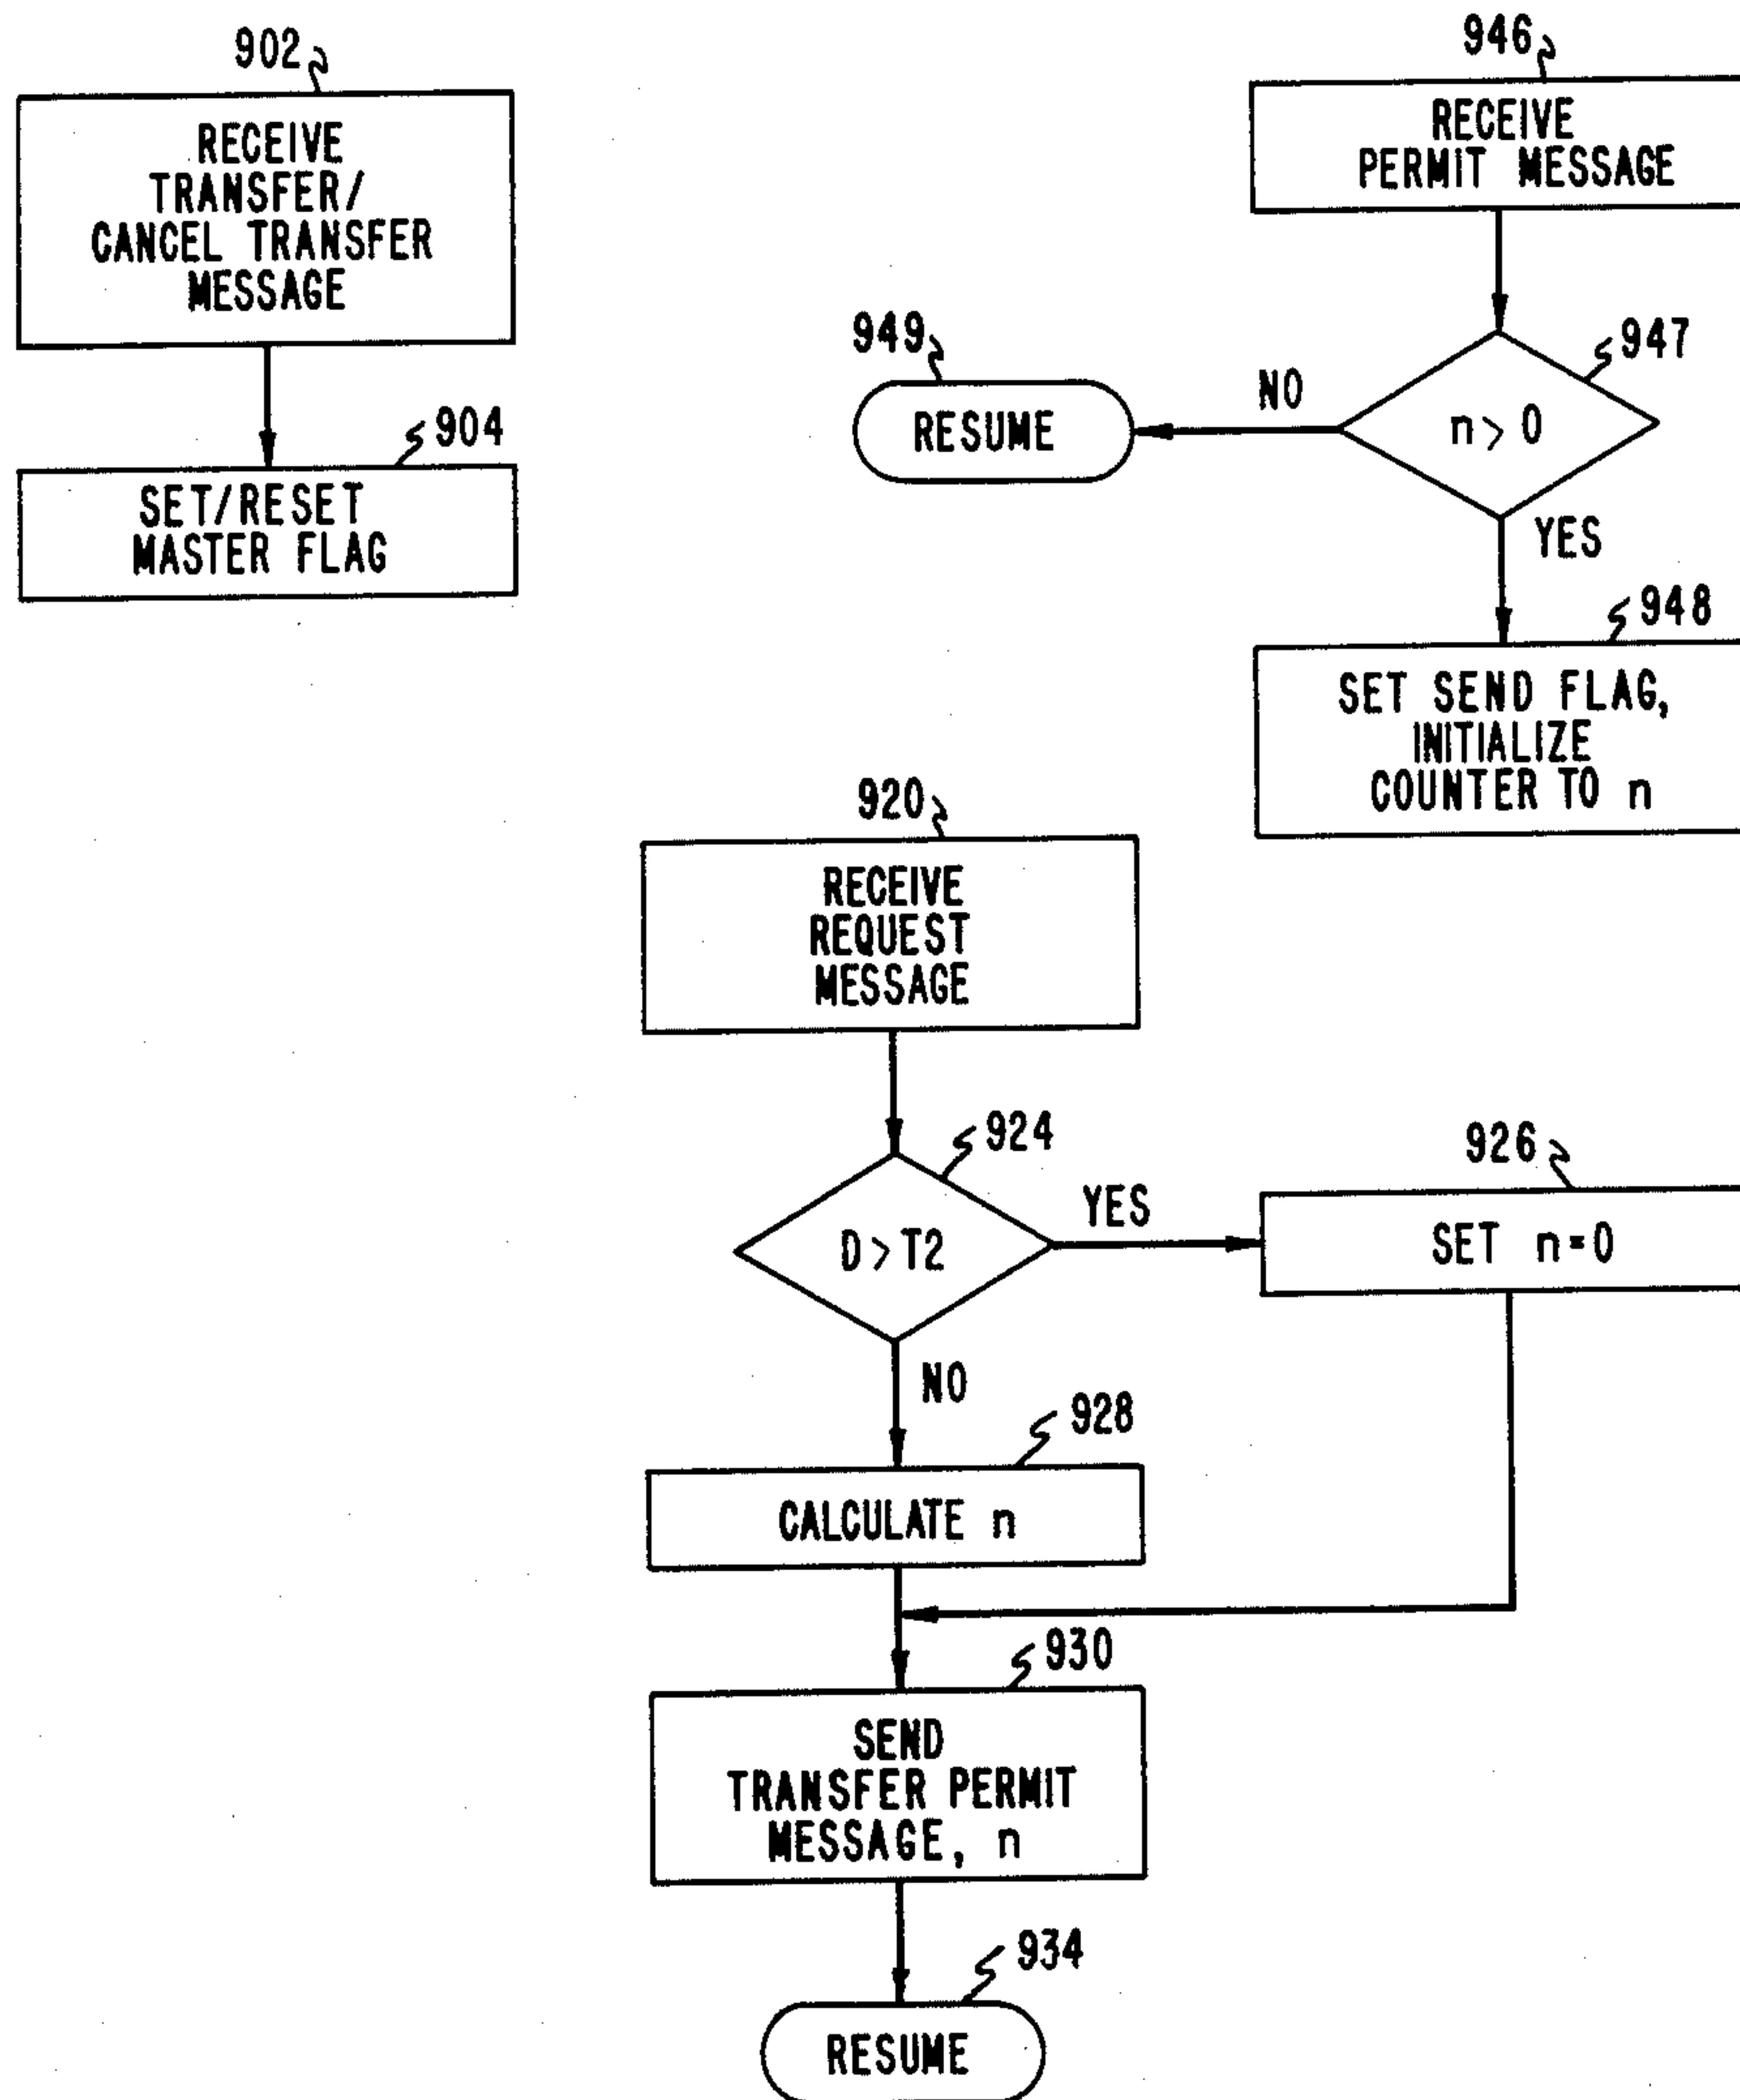 902
RECEIVE
TRANSFER/
CANCEL TRANSFER
MESSAGE
904
SET/RESET
MASTER FLAG
946
RECEIVE
PERMIT MESSAGE
947
n > 0
NO
949
RESUME
YES
948
SET SEND FLAG,
INITIALIZE
COUNTER TO n
920
RECEIVE
REQUEST
MESSAGE
924
D > T2
YES
926
SET n=0
NO
928
CALCULATE n
930
SEND
TRANSFER PERMIT
MESSAGE, n
934
RESUME